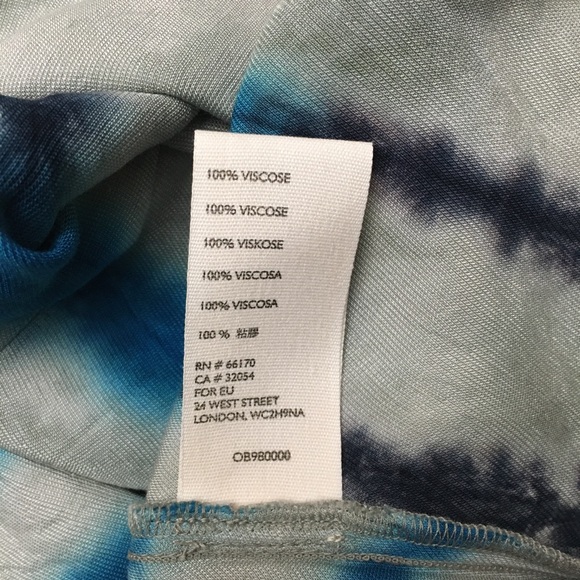 100% VISCOSE
100% VISCOSE
100% VISKOSE
100% VISCOSA
100% VISCOSA
100 % 粘膠
RN # 66170
CA # 32054
FOR EU
26 WEST STREET
LONDON, WC2H9NA
OB980000